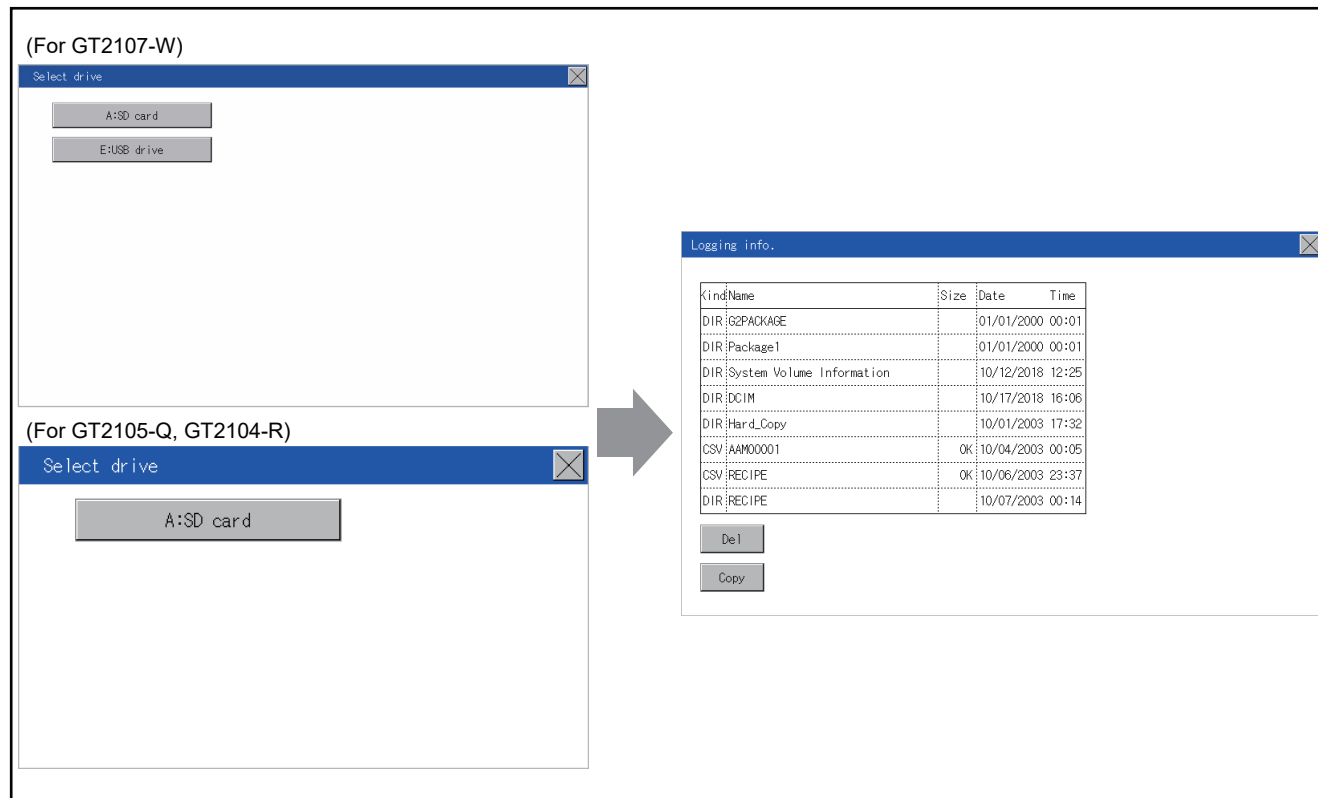 (For GT2107-W)
Select drive
A:SD card
E:USB drive
(For GT2105-Q, GT2104-R)
Select drive
A:SD card
Logging info.
Kind Name Size Date Time
DIR G2PACKAGE 01/01/2000 00:01
DIR Package1 01/01/2000 00:01
DIR System Volume Information 10/12/2018 12:25
DIR DCIM 10/17/2018 16:06
DIR Hard_Copy 10/01/2003 17:32
CSV AAM00001 0K 10/04/2003 00:05
CSV RECIPE 0K 10/06/2003 23:37
DIR RECIPE 10/07/2003 00:14
Del
Copy